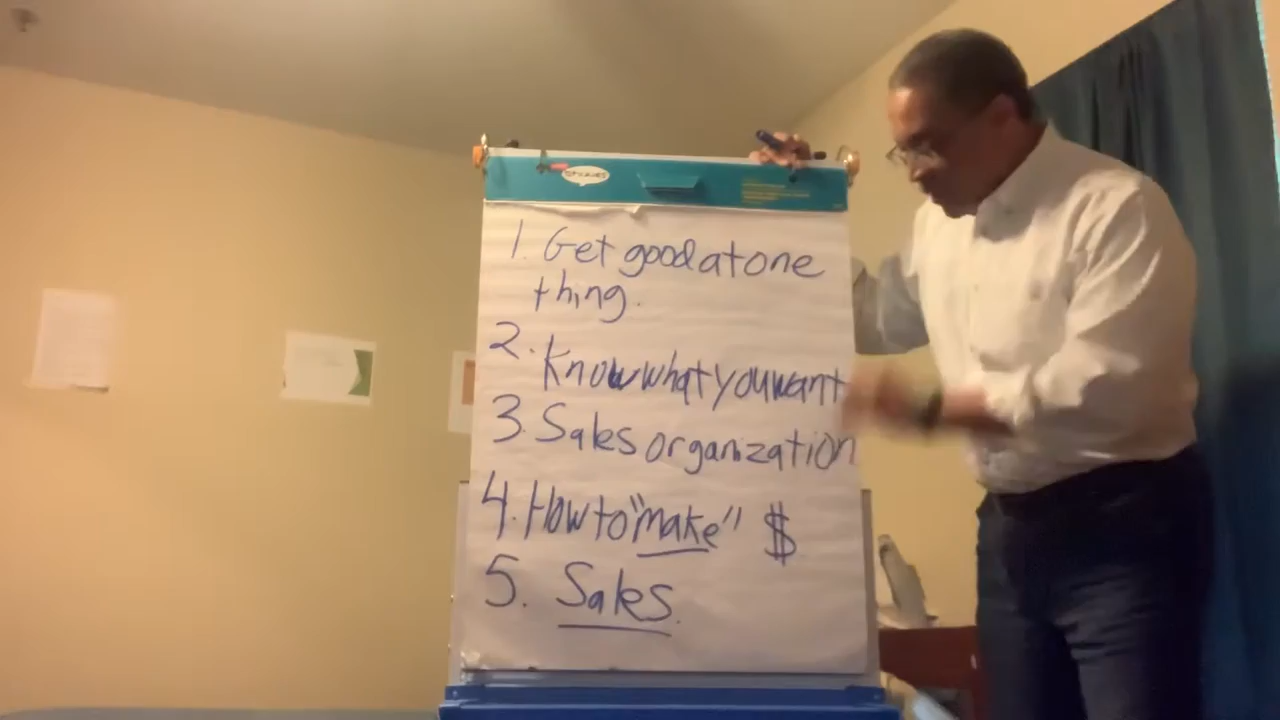 1. Get good at one
thing.
2. Know what you want
3. Sales organization
4. How to "make" $
5. Sales.